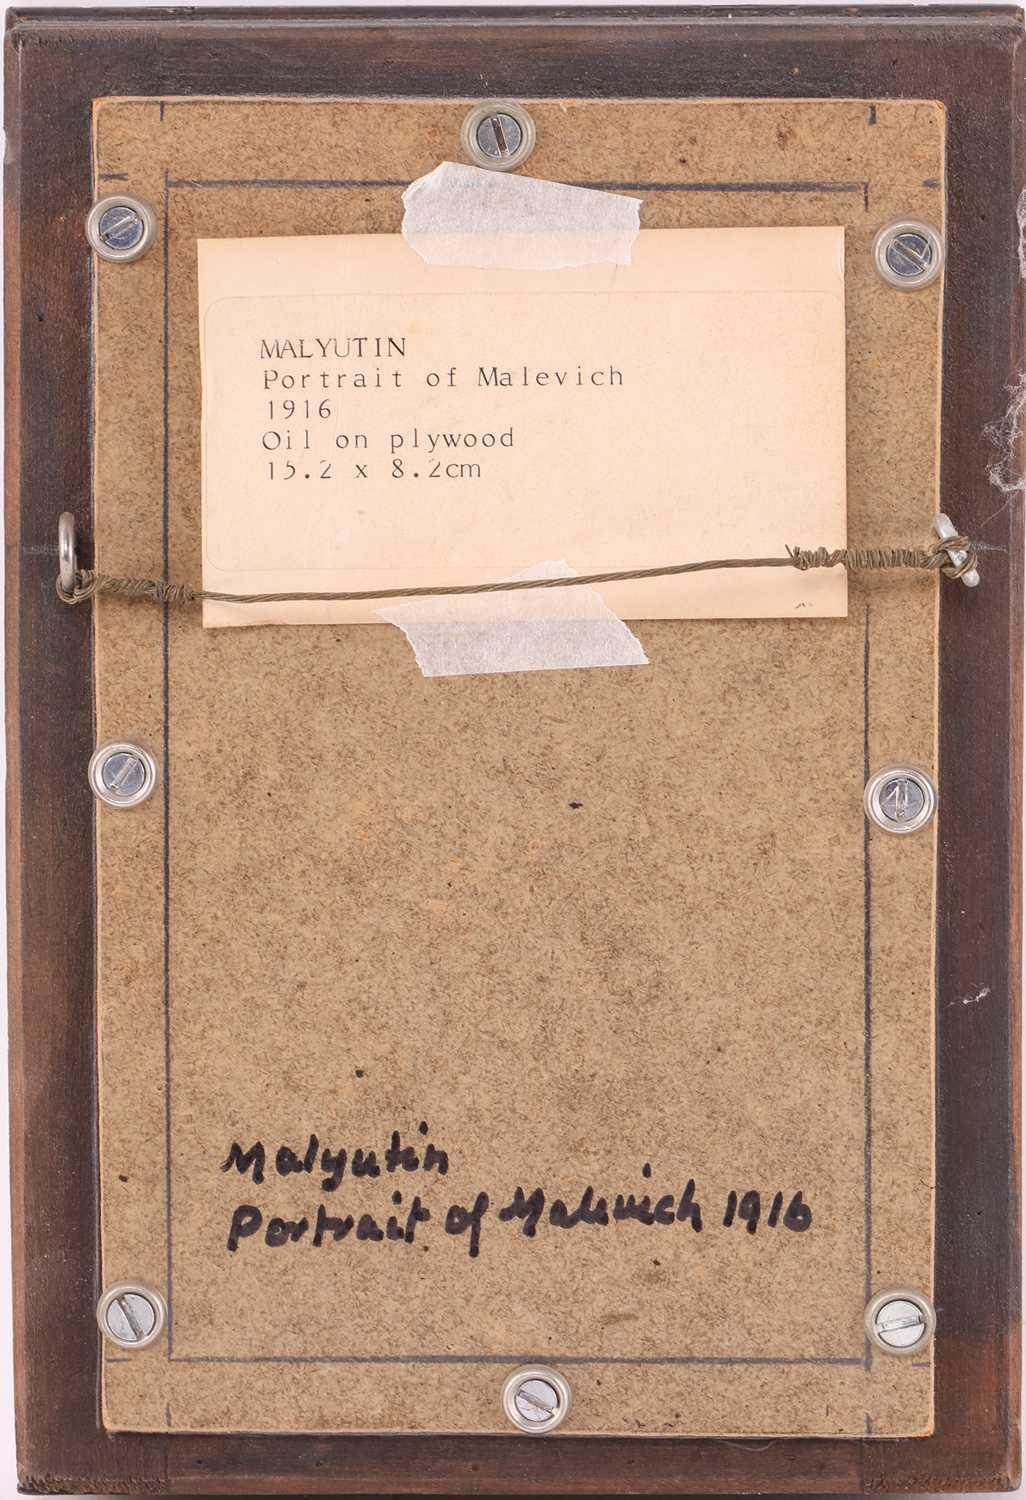 MALYUTIN
Portrait of Malevich
1916
Oil on plywood
15.2 x 8.2cm
Malyutin
Portrait of Malevich 1916